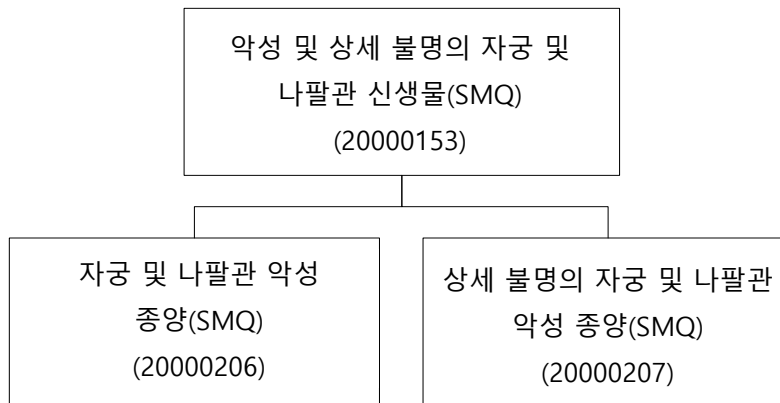 악성 및 상세 불명의 자궁 및
나팔관 신생물(SMQ)
(20000153)
자궁 및 나팔관 악성
종양(SMQ)
(20000206)
상세 불명의 자궁 및 나팔관
악성 종양(SMQ)
(20000207)